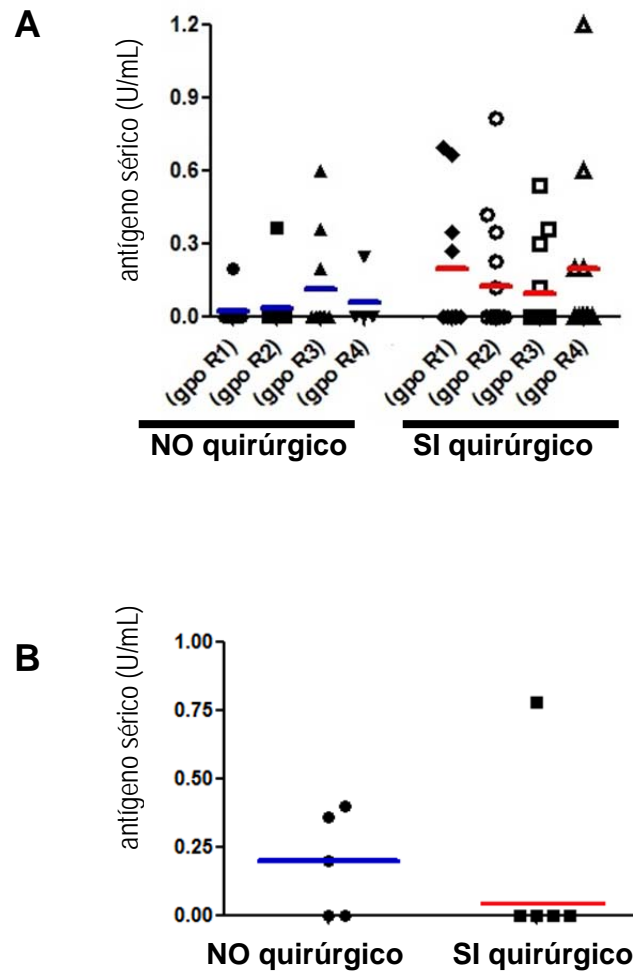 A
antígeno sérico (U/mL)
1.2
0.9
0.6
0.3
0.0
(gpo R1)
(gpo R2)
(gpo R3)
(gpo R4)
(gpo R1)
(gpo R2)
(gpo R3)
(gpo R4)
NO quirúrgico
SI quirúrgico
B
antígeno sérico (U/mL)
1.00
0.75
0.50
0.25
0.00
NO quirúrgico
SI quirúrgico